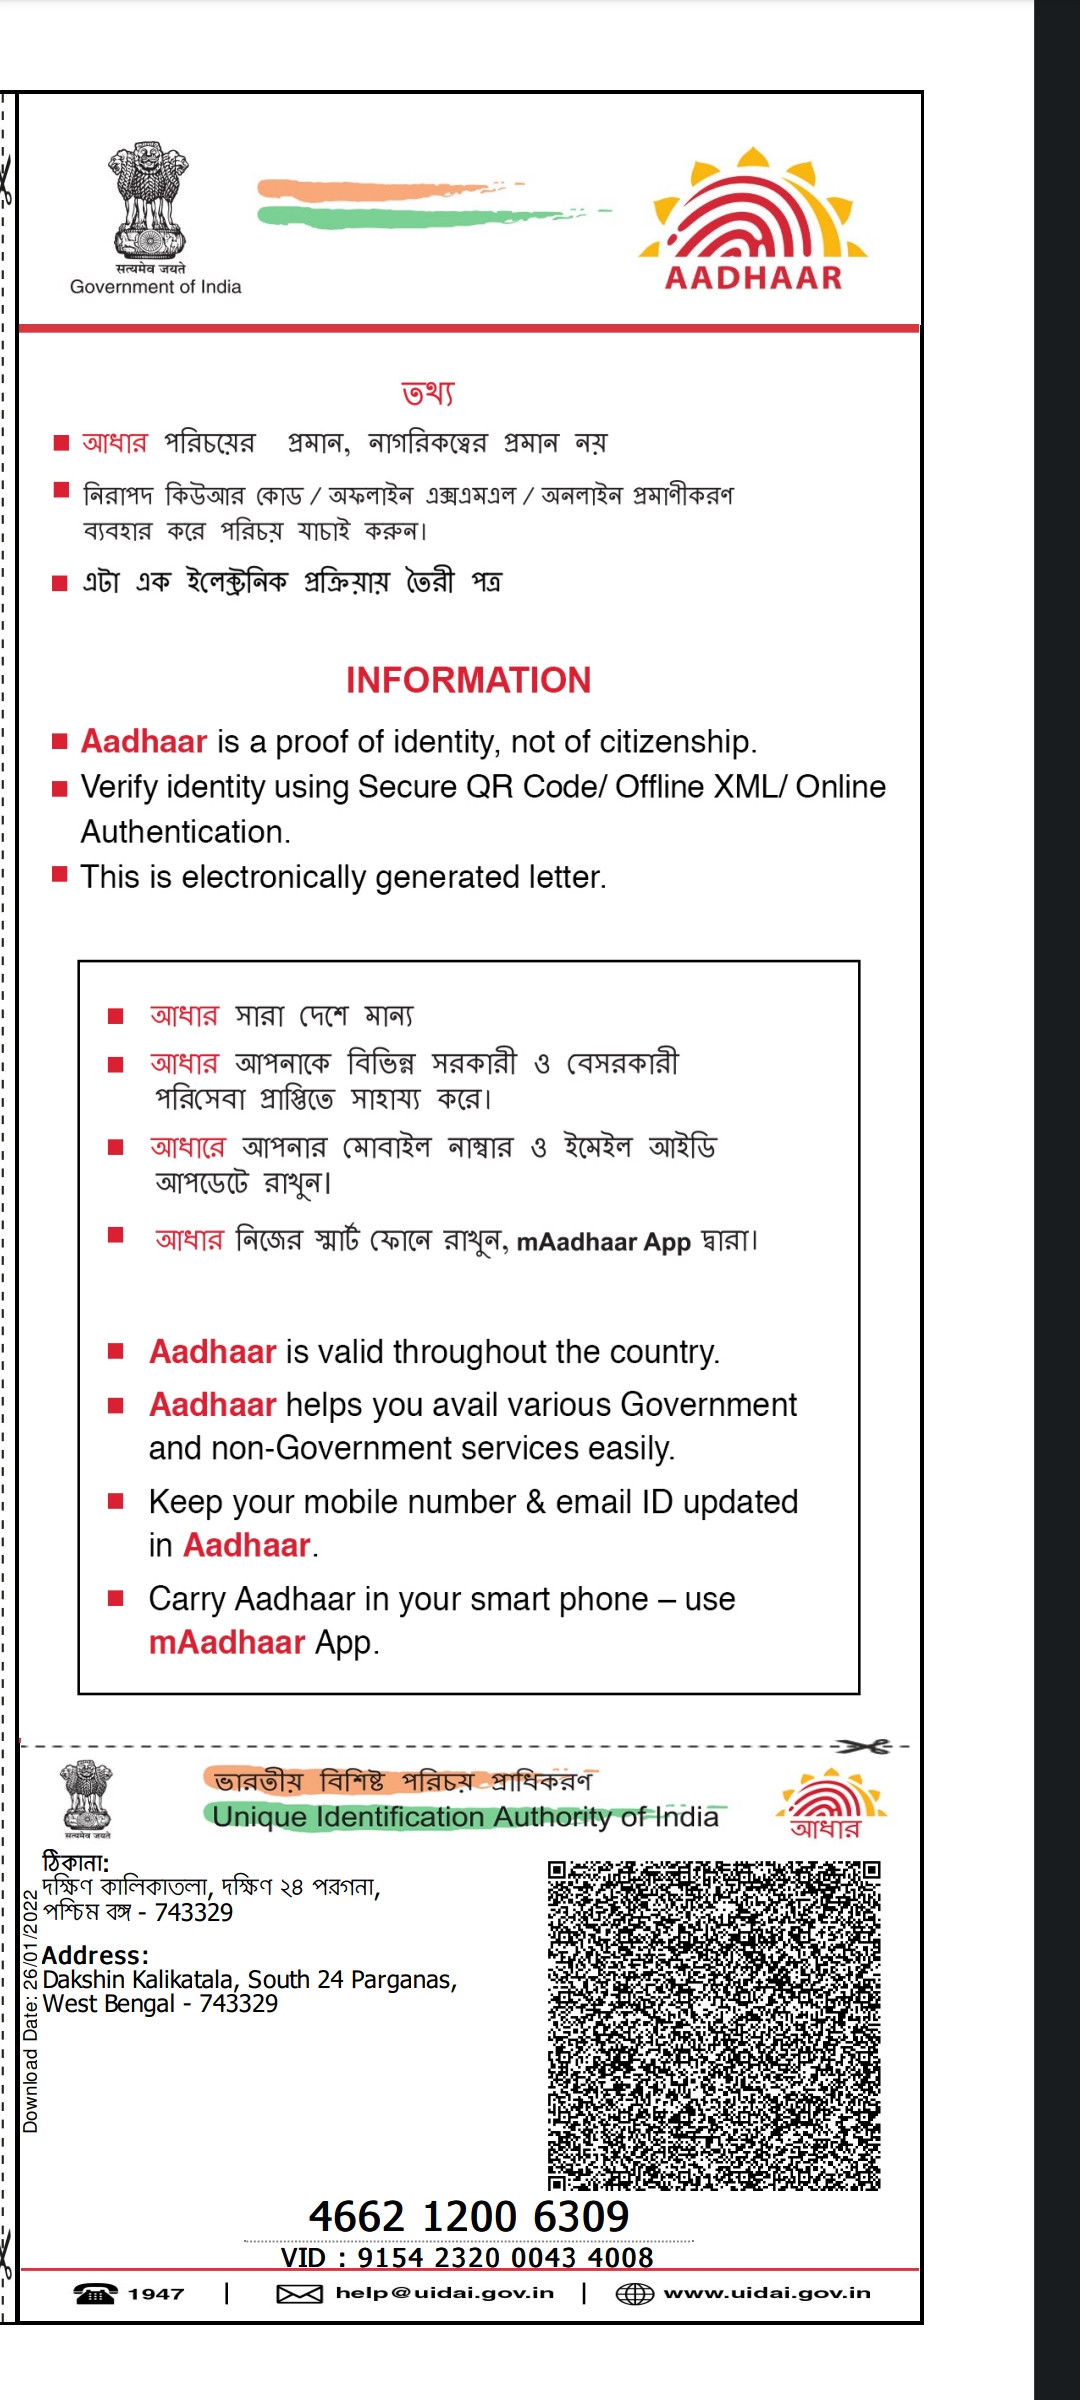 सत्यमेव जयते
Government of India
AADHAAR
তথ্য
আধার পরিচয়ের প্রমান, নাগরিকত্বের প্রমান নয়
নিরাপদ কিউআর কোড / অফলাইন এক্সএমএল / অনলাইন প্রমাণীকরণ
ব্যবহার করে পরিচয় যাচাই করুন।
এটা এক ইলেক্ট্রনিক প্রক্রিয়ায় তৈরী পত্র
INFORMATION
Aadhaar is a proof of identity, not of citizenship.
Verify identity using Secure QR Code/ Offline XML/ Online
Authentication.
This is electronically generated letter.
আধার সারা দেশে মান্য
আধার আপনাকে বিভিন্ন সরকারী ও বেসরকারী
পরিসেবা প্রাপ্তিতে সাহায্য করে।
আধারে আপনার মোবাইল নাম্বার ও ইমেইল আইডি
আপডেটে রাখুন।
আধার নিজের স্মার্ট ফোনে রাখুন, mAadhaar App দ্বারা।
Aadhaar is valid throughout the country.
Aadhaar helps you avail various Government
and non-Government services easily.
Keep your mobile number & email ID updated
in Aadhaar.
Carry Aadhaar in your smart phone – use
mAadhaar App.
सत्यमेव जयते
ভারতীয় বিশিষ্ট পরিচয় প্রাধিকরণ
Unique Identification Authority of India
আধার
ঠিকানা:
দক্ষিণ কালিকাতলা, দক্ষিণ ২৪ পরগনা,
পশ্চিম বঙ্গ - 743329
Address:
Dakshin Kalikatala, South 24 Parganas,
West Bengal - 743329
Download Date: 26/01/2022
4662 1200 6309
VID : 9154 2320 0043 4008
1947 | help@uidai.gov.in | www.uidai.gov.in